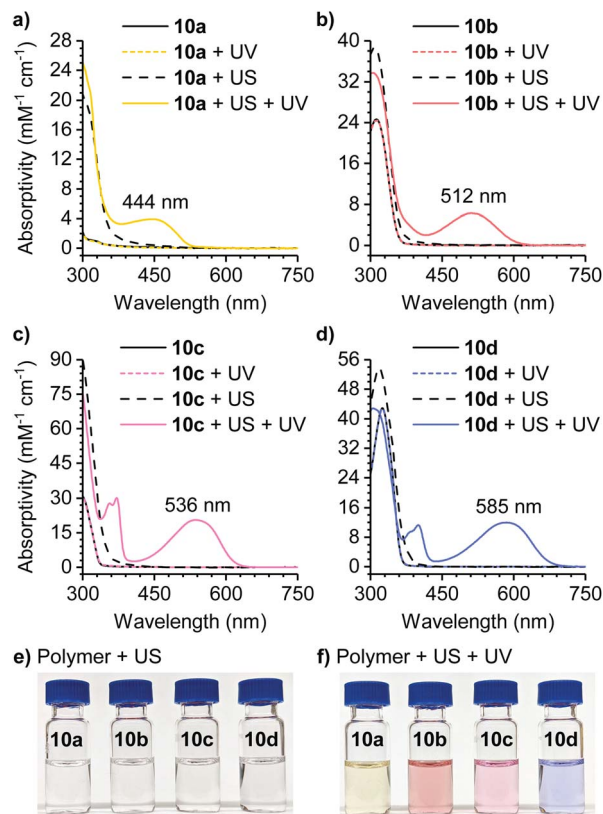 a)
10a
10a + UV
10a + US
10a + US + UV
Absorptivity (mM⁻¹ cm⁻¹)
28
24
20
16
12
8
4
0
444 nm
300 450 600 750
Wavelength (nm)
b)
10b
10b + UV
10b + US
10b + US + UV
40
32
24
16
8
0
512 nm
300 450 600 750
Wavelength (nm)
c)
10c
10c + UV
10c + US
10c + US + UV
Absorptivity (mM⁻¹ cm⁻¹)
90
75
60
45
30
15
0
536 nm
300 450 600 750
Wavelength (nm)
d)
10d
10d + UV
10d + US
10d + US + UV
56
48
40
32
24
16
8
0
585 nm
300 450 600 750
Wavelength (nm)
e) Polymer + US
10a 10b 10c 10d
f) Polymer + US + UV
10a 10b 10c 10d